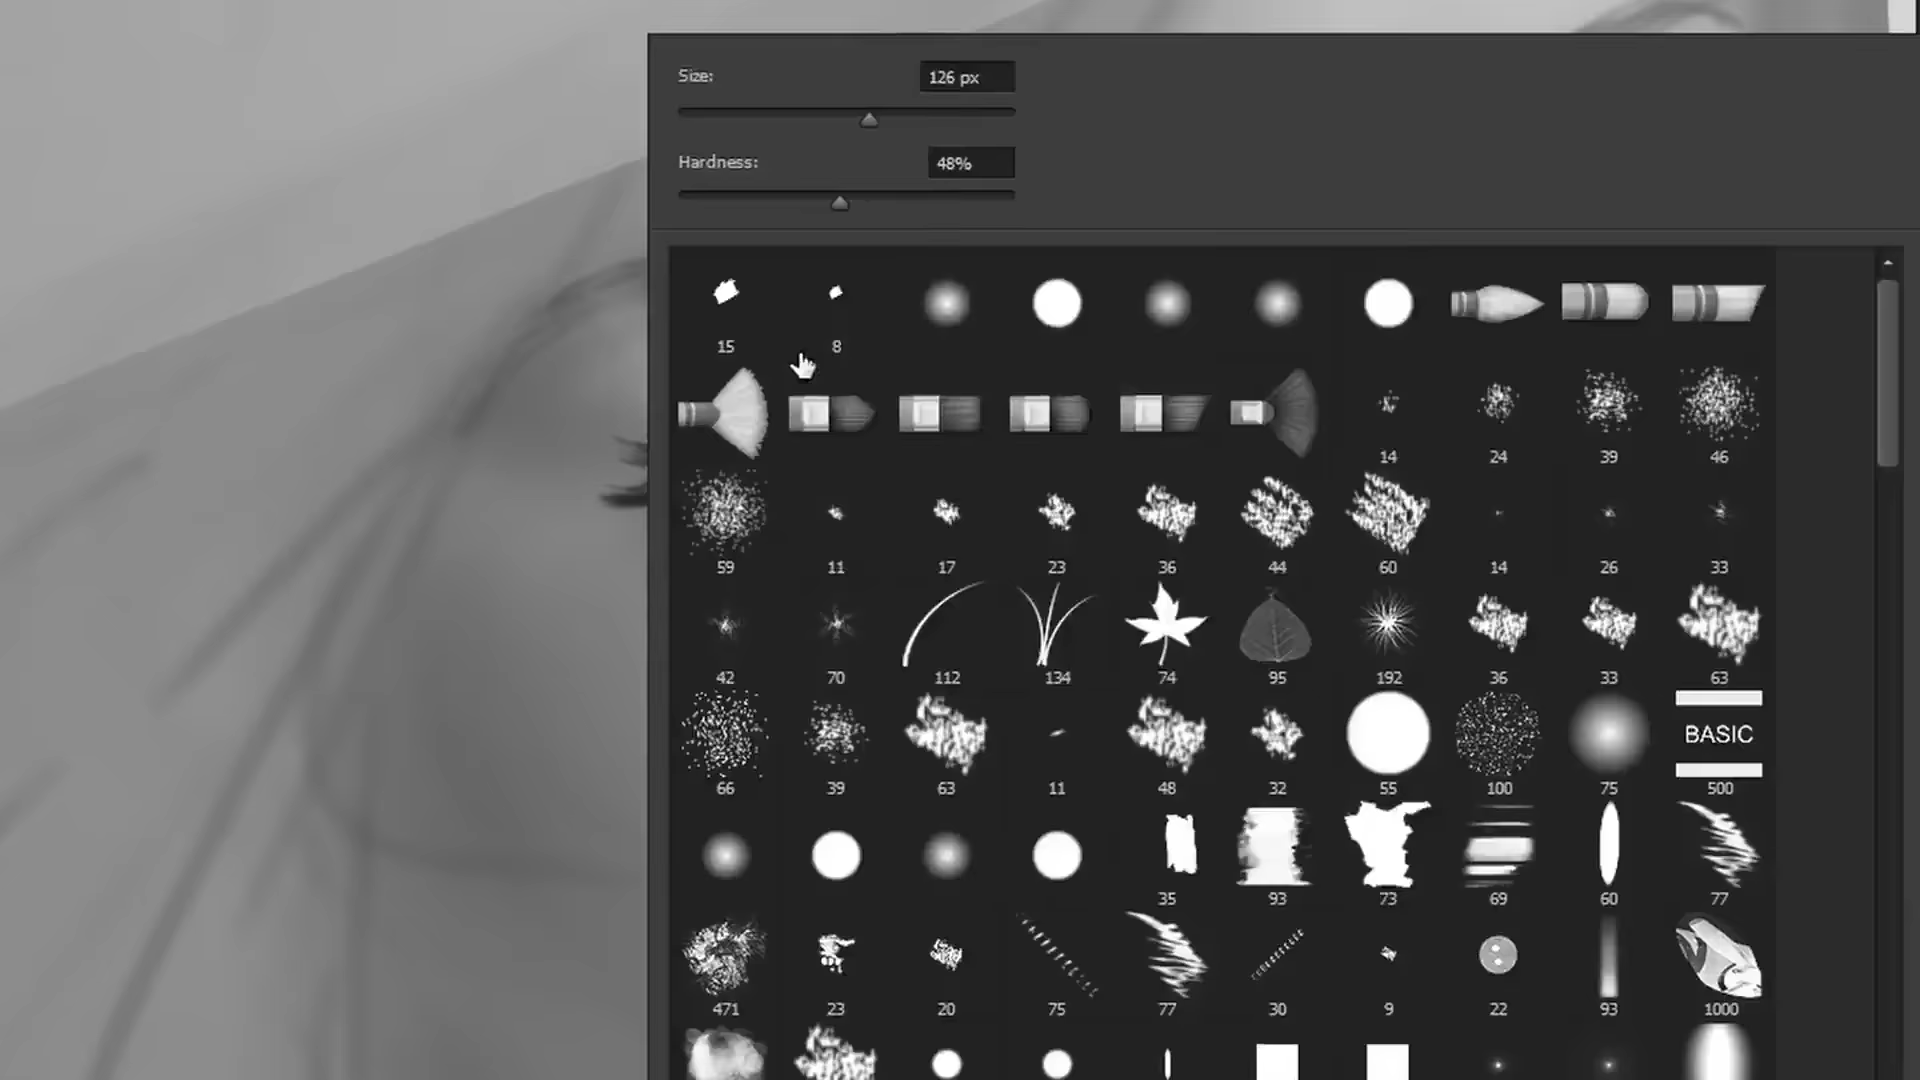 Size:
126 px
Hardness:
48%
15 8
14 24 39 46
59 11 17 23 36 44 60 14 26 33
42 70 112 134 74 95 192 36 33 63
66 39 63 11 48 32 55 100 75 BASIC 500
35 93 73 69 60 77
471 23 20 75 77 30 9 22 93 1000